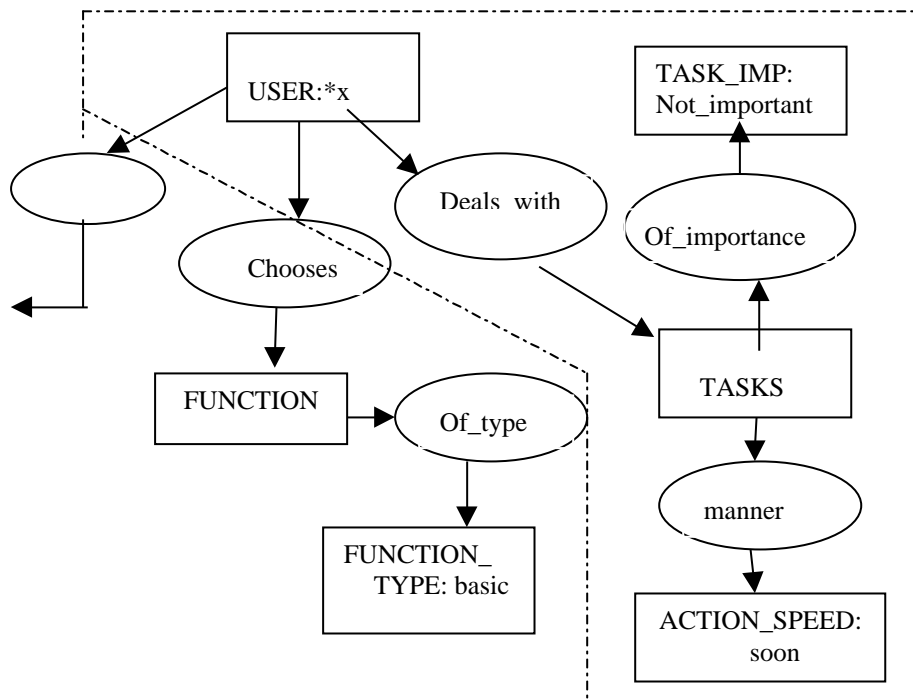 USER:*x
TASK_IMP:
Not_important
Deals with
Of_importance
Chooses
TASKS
FUNCTION
Of_type
manner
FUNCTION_
TYPE: basic
ACTION_SPEED:
soon